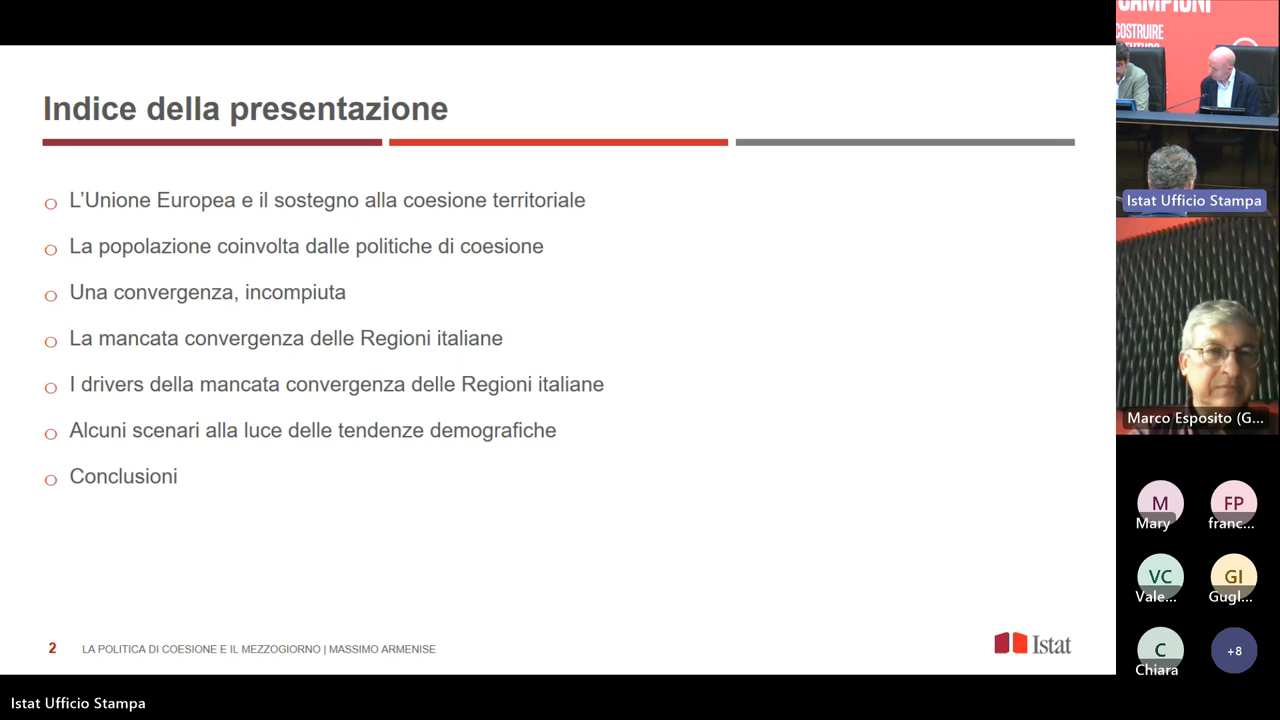 Indice della presentazione
o L'Unione Europea e il sostegno alla coesione territoriale
o La popolazione coinvolta dalle politiche di coesione
o Una convergenza, incompiuta
o La mancata convergenza delle Regioni italiane
o I drivers della mancata convergenza delle Regioni italiane
o Alcuni scenari alla luce delle tendenze demografiche
o Conclusioni
2 LA POLITICA DI COESIONE E IL MEZZOGIORNO | MASSIMO ARMENISE
Istat
Istat Ufficio Stampa
CAMPIONI
COSTRUIRE
Istat Ufficio Stampa
Marco Esposito (G...
M FP
Mary franc...
VC GI
Vale... Gugl...
C +8
Chiara